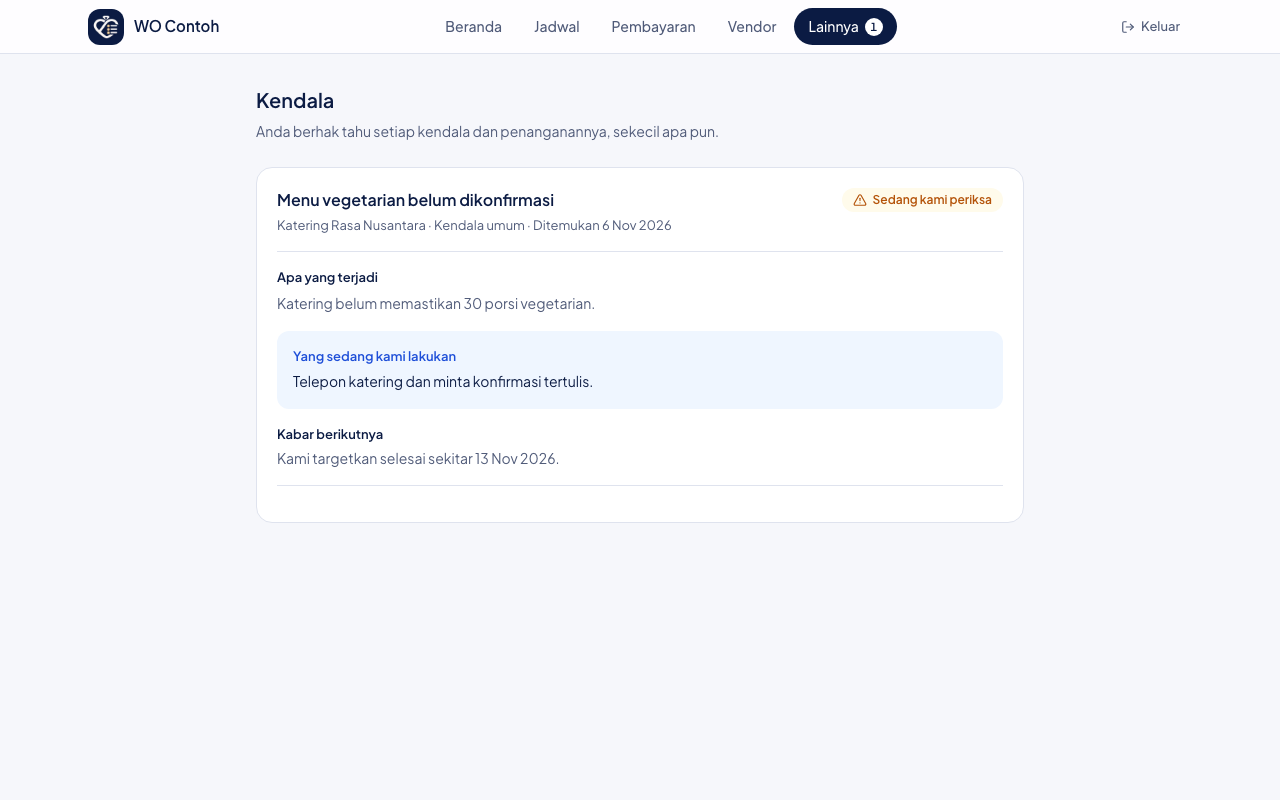 WO Contoh
Beranda
Jadwal
Pembayaran
Vendor
Lainnya 1
Keluar
Kendala
Anda berhak tahu setiap kendala dan penanganannya, sekecil apa pun.
Menu vegetarian belum dikonfirmasi
Sedang kami periksa
Katering Rasa Nusantara · Kendala umum · Ditemukan 6 Nov 2026
Apa yang terjadi
Katering belum memastikan 30 porsi vegetarian.
Yang sedang kami lakukan
Telepon katering dan minta konfirmasi tertulis.
Kabar berikutnya
Kami targetkan selesai sekitar 13 Nov 2026.